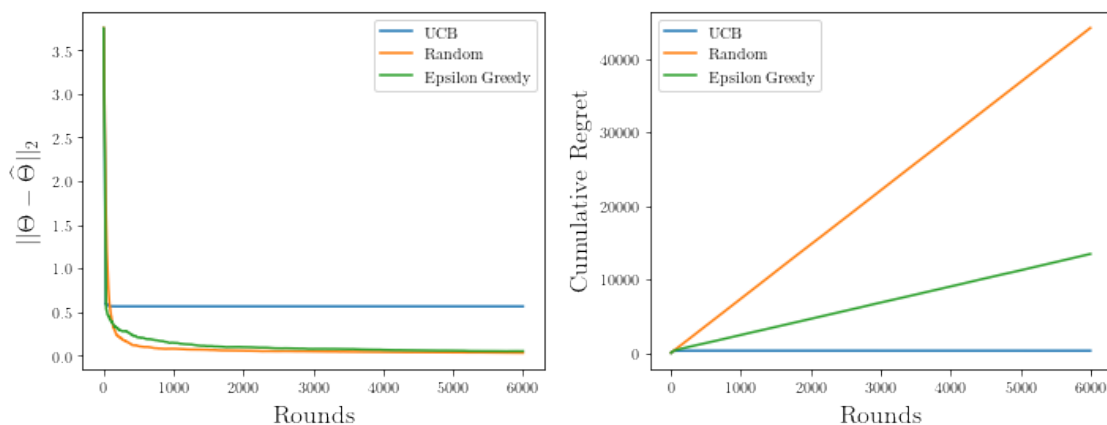 ||Θ − Θ̂||₂
3.5
3.0
2.5
2.0
1.5
1.0
0.5
0.0
0 1000 2000 3000 4000 5000 6000
Rounds
UCB
Random
Epsilon Greedy
Cumulative Regret
40000
30000
20000
10000
0
0 1000 2000 3000 4000 5000 6000
Rounds
UCB
Random
Epsilon Greedy